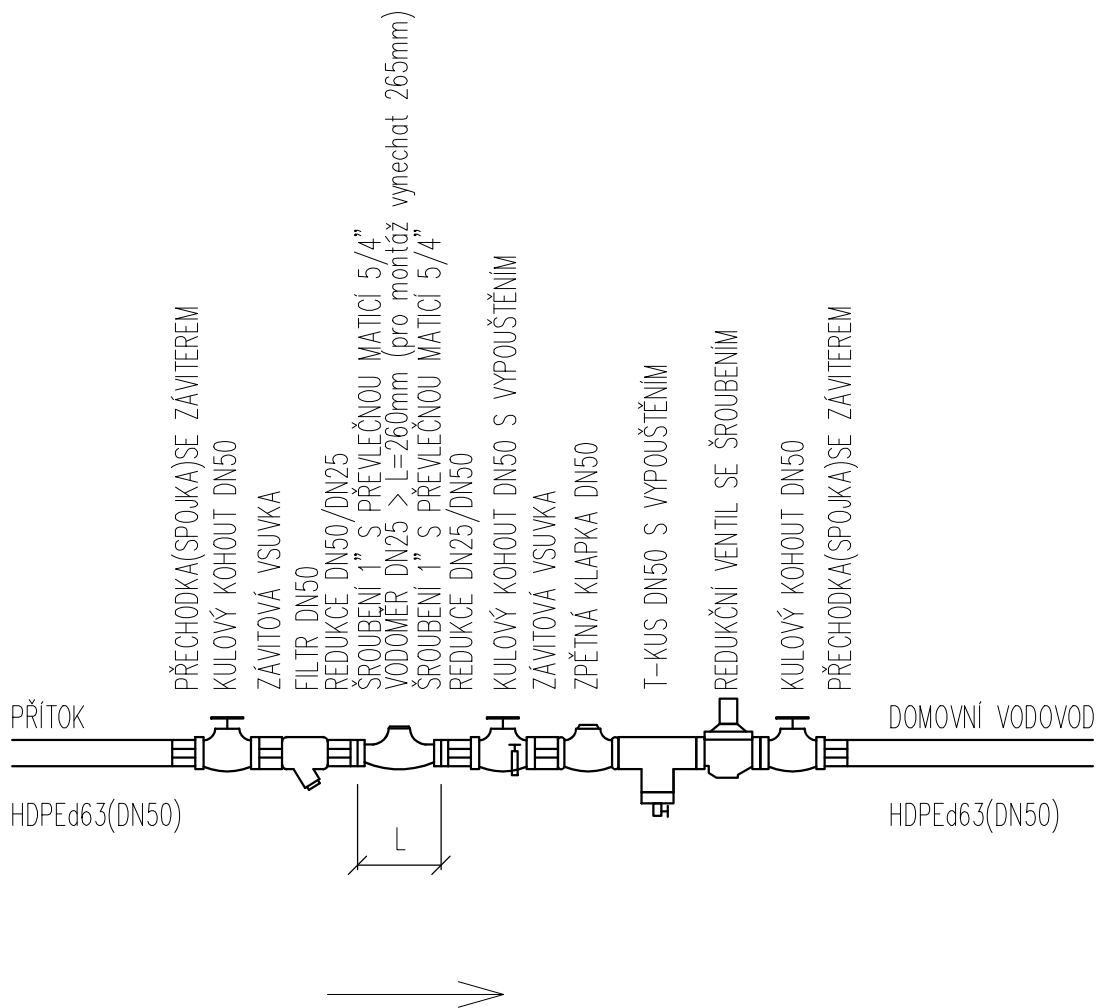 PŘECHODKA(SPOJKA)SE ZÁVITEREM
KULOVÝ KOHOUT DN50
ZÁVITOVÁ VSUVKA
FILTR DN50
REDUKCE DN50/DN25
ŠROUBENÍ 1" S PŘEVLEČNOU MATICÍ 5/4"
VODOMĚR DN25 > L=260mm (pro montáž vynechat 265mm)
ŠROUBENÍ 1" S PŘEVLEČNOU MATICÍ 5/4"
REDUKCE DN25/DN50
KULOVÝ KOHOUT DN50 S VYPOUŠTĚNÍM
ZÁVITOVÁ VSUVKA
ZPĚTNÁ KLAPKA DN50
T-KUS DN50 S VYPOUŠTĚNÍM
REDUKČNÍ VENTIL SE ŠROUBENÍM
KULOVÝ KOHOUT DN50
PŘECHODKA(SPOJKA)SE ZÁVITEREM
PŘÍTOK
DOMOVNÍ VODOVOD
HDPEd63(DN50)
HDPEd63(DN50)
L